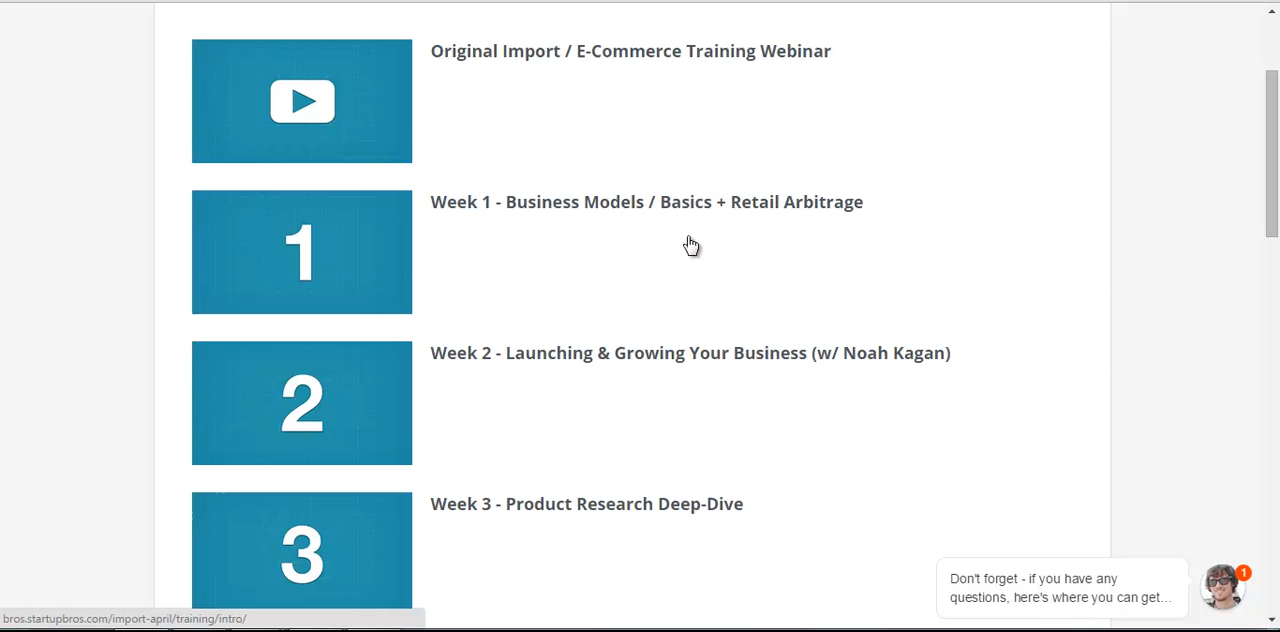 Original Import / E-Commerce Training Webinar
1
Week 1 - Business Models / Basics + Retail Arbitrage
2
Week 2 - Launching & Growing Your Business (w/ Noah Kagan)
3
Week 3 - Product Research Deep-Dive
Don't forget - if you have any
questions, here's where you can get...
1
bros.startupbros.com/import-april/training/intro/